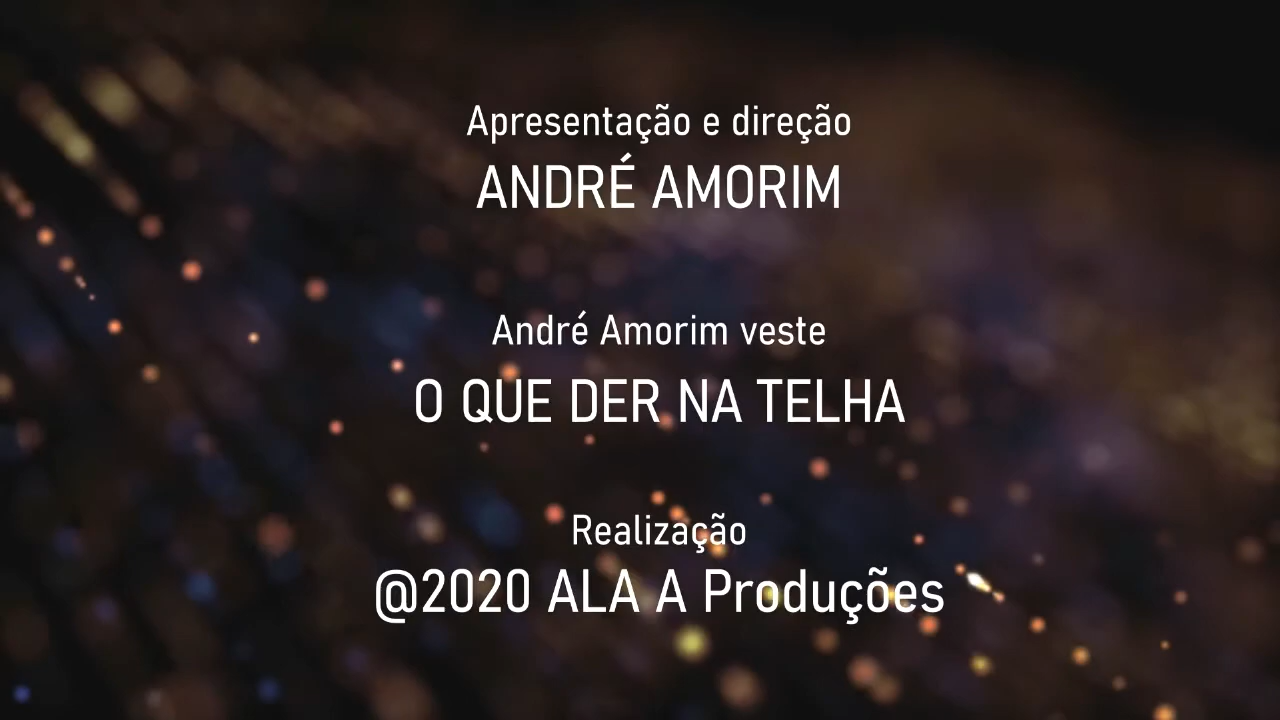 Apresentação e direção
ANDRÉ AMORIM
André Amorim veste
O QUE DER NA TELHA
Realização
@2020 ALA A Produções